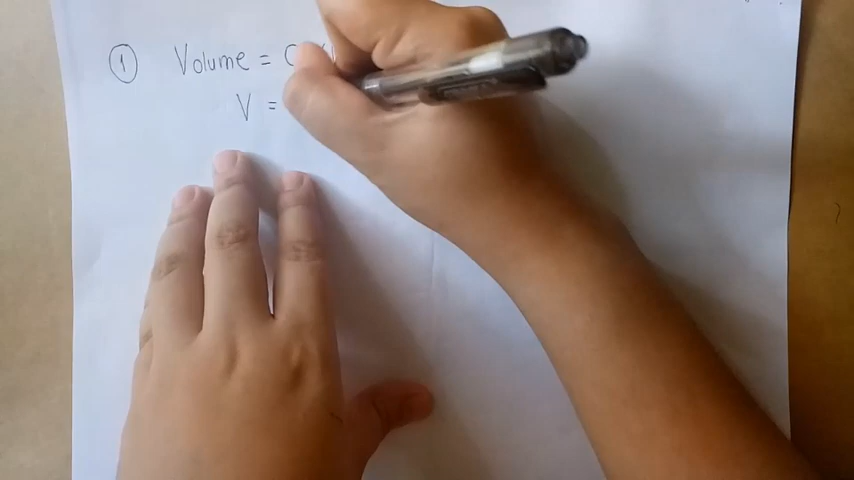 ① Volume =
V =